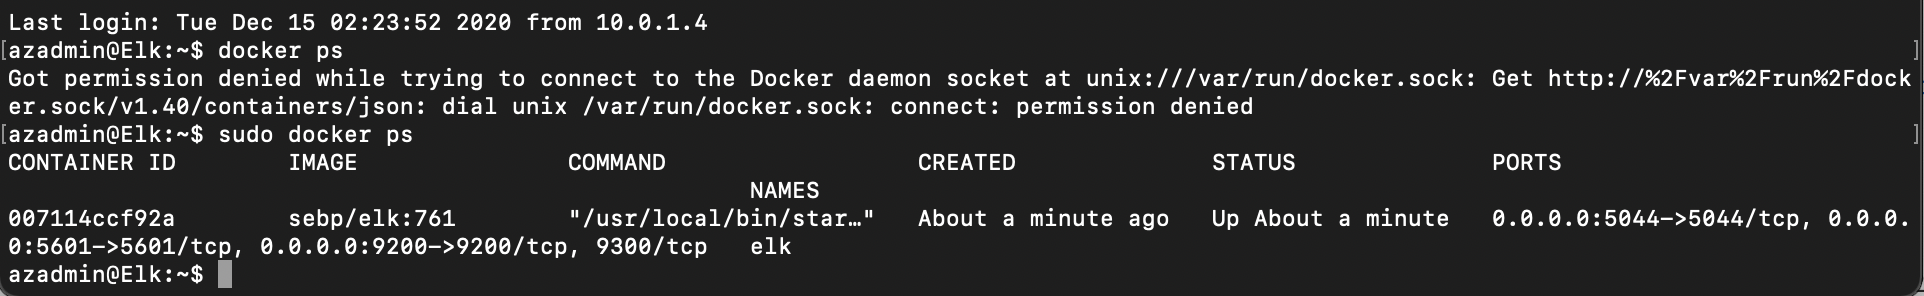 Last login: Tue Dec 15 02:23:52 2020 from 10.0.1.4
[azadmin@Elk:~$ docker ps ]
Got permission denied while trying to connect to the Docker daemon socket at unix:///var/run/docker.sock: Get http://%2Fvar%2Frun%2Fdock
er.sock/v1.40/containers/json: dial unix /var/run/docker.sock: connect: permission denied
[azadmin@Elk:~$ sudo docker ps ]
CONTAINER ID        IMAGE               COMMAND                  CREATED              STATUS              PORTS
                                                     NAMES
007114ccf92a        sebp/elk:761        "/usr/local/bin/star…"   About a minute ago   Up About a minute   0.0.0.0:5044->5044/tcp, 0.0.0.
0:5601->5601/tcp, 0.0.0.0:9200->9200/tcp, 9300/tcp   elk
azadmin@Elk:~$